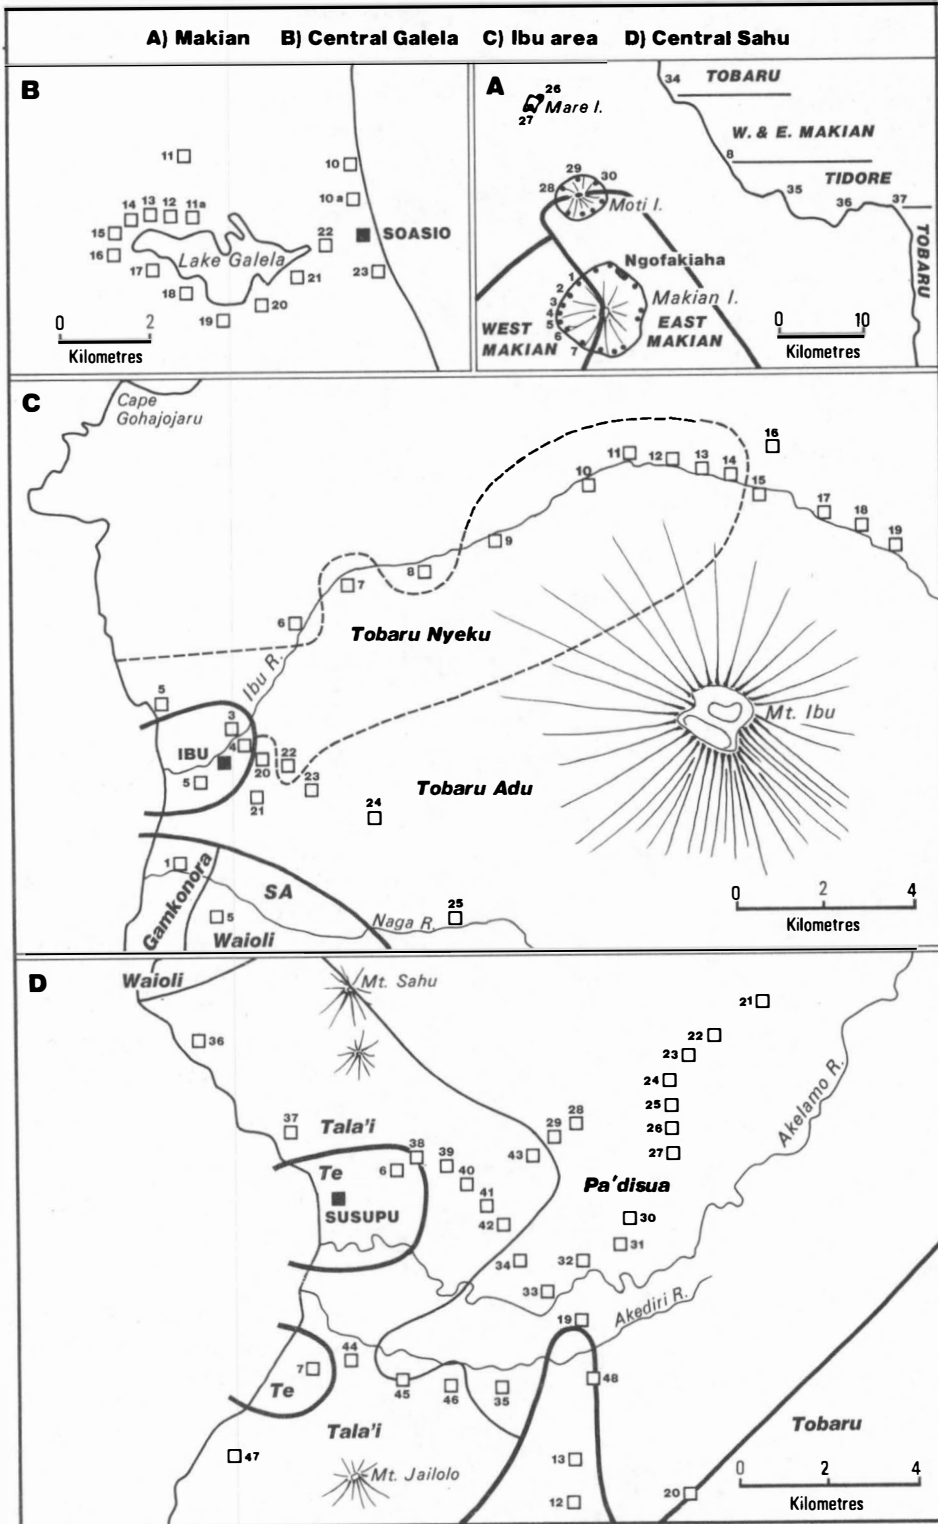 A) Makian B) Central Galela C) Ibu area D) Central Sahu
B
11
10
10a
14
13
12
11a
15
16
17
18
19
20
21
22
23
SOASIO
Lake Galela
0 2
Kilometres
A
26
27
Mare I.
34
TOBARU
W. & E. MAKIAN
8
TIDORE
35
36
37
TOBARU
29
28
30
Moti I.
Ngofakiaha
1
2
3
4
5
6
7
Makian I.
WEST
MAKIAN
EAST
MAKIAN
0 10
Kilometres
C
Cape
Gohajojaru
16
11
12
13
14
10
15
17
18
19
9
8
7
6
Tobaru Nyeku
Ibu R.
5
3
IBU
4
5
20
22
23
21
24
Mt. Ibu
Tobaru Adu
1
Gamkonora
SA
5
Waioli
Naga R.
25
0 2 4
Kilometres
D
Waioli
Mt. Sahu
36
21
22
23
24
25
26
27
Akelamo R.
37
Tala'i
28
29
43
38
39
40
41
42
6
Te
SUSUPU
Pa'disua
30
31
32
34
33
Akediri R.
19
44
7
Te
45
46
35
48
Tala'i
47
Mt. Jailolo
13
12
20
Tobaru
0 2 4
Kilometres